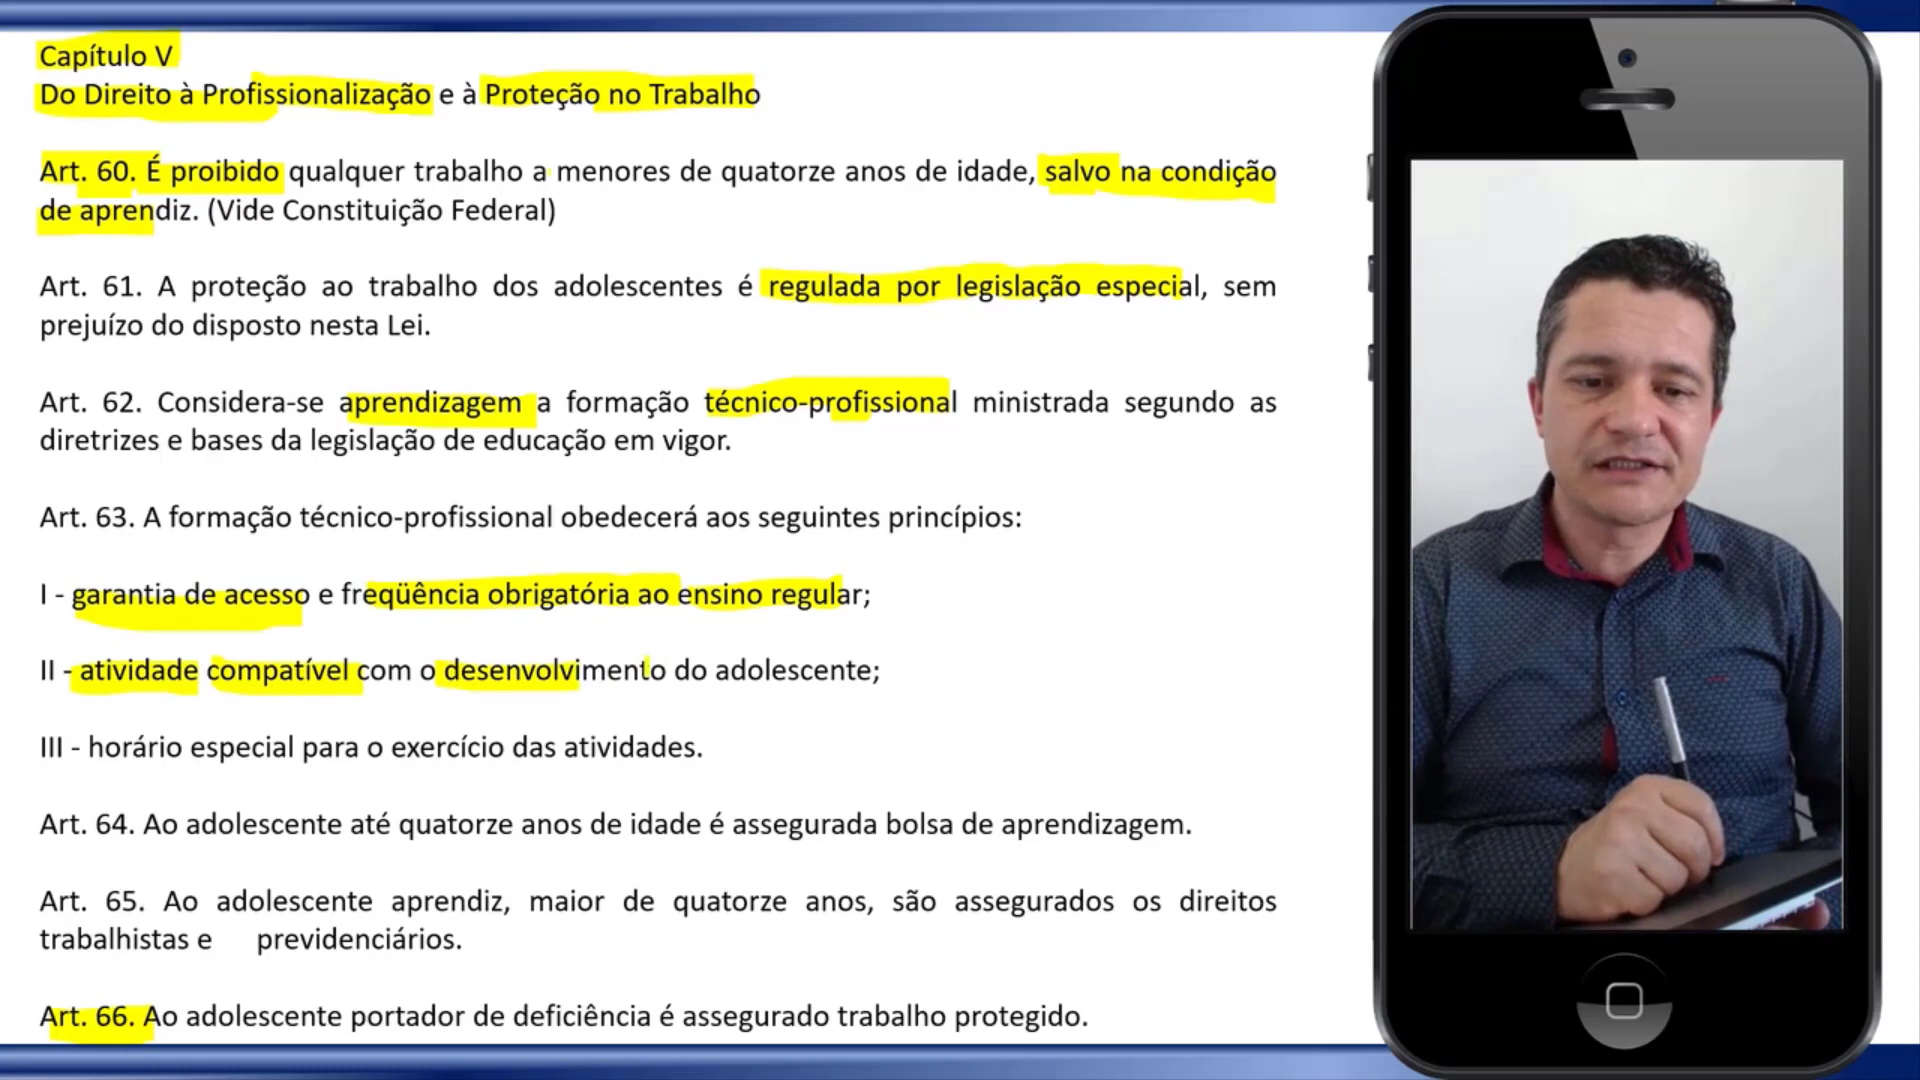 Capítulo V
Do Direito à Profissionalização e à Proteção no Trabalho
Art. 60. É proibido qualquer trabalho a menores de quatorze anos de idade, salvo na condição
de aprendiz. (Vide Constituição Federal)
Art. 61. A proteção ao trabalho dos adolescentes é regulada por legislação especial, sem
prejuízo do disposto nesta Lei.
Art. 62. Considera-se aprendizagem a formação técnico-profissional ministrada segundo as
diretrizes e bases da legislação de educação em vigor.
Art. 63. A formação técnico-profissional obedecerá aos seguintes princípios:
I - garantia de acesso e freqüência obrigatória ao ensino regular;
II - atividade compatível com o desenvolvimento do adolescente;
III - horário especial para o exercício das atividades.
Art. 64. Ao adolescente até quatorze anos de idade é assegurada bolsa de aprendizagem.
Art. 65. Ao adolescente aprendiz, maior de quatorze anos, são assegurados os direitos
trabalhistas e previdenciários.
Art. 66. Ao adolescente portador de deficiência é assegurado trabalho protegido.